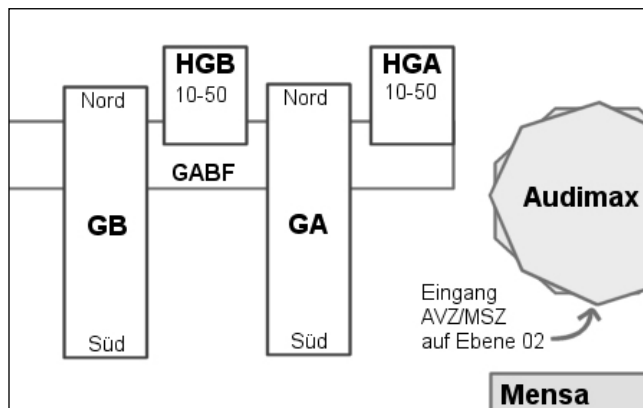 HGB
10-50
HGA
10-50
Nord
Nord
GABF
GB
GA
Audimax
Süd
Süd
Eingang
AVZ/MSZ
auf Ebene 02
Mensa